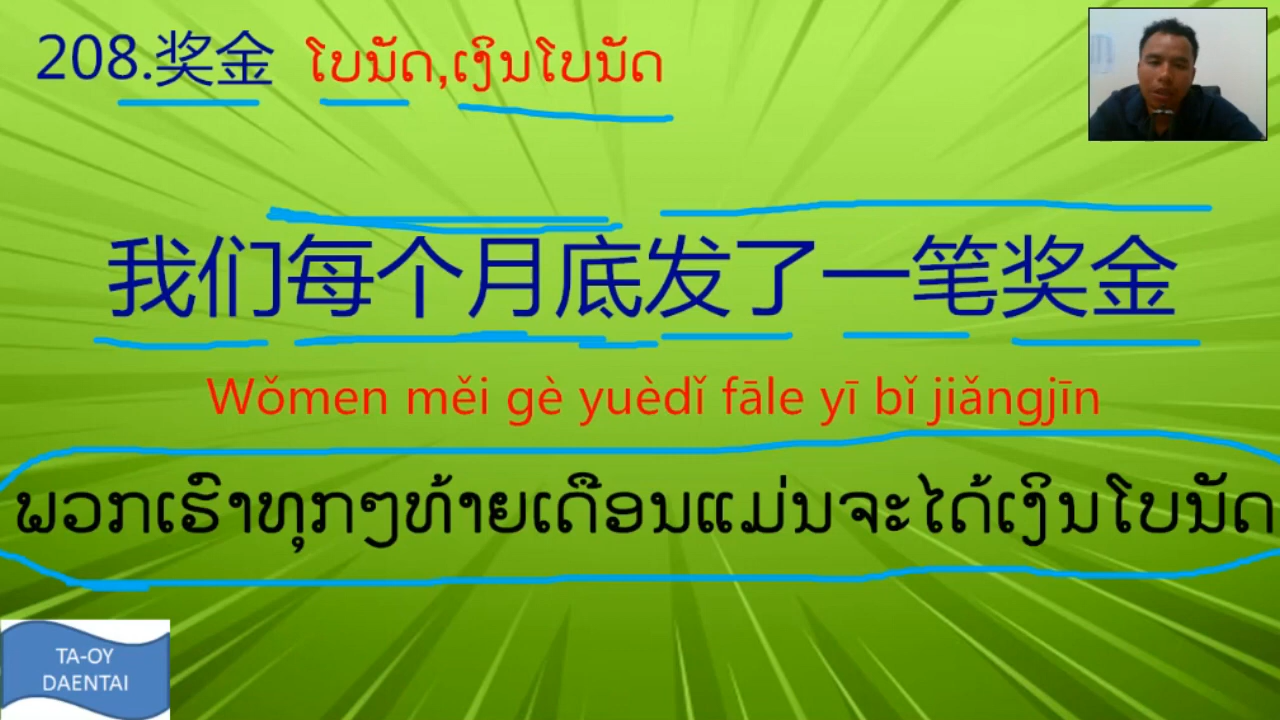 208.奖金 ໂບນັດ,ເງິນໂບນັດ
我们每个月底发了一笔奖金
Wǒmen měi gè yuèdǐ fāle yī bǐ jiǎngjīn
ພວກເຮົາທຸກໆທ້າຍເດືອນແມ່ນຈະໄດ້ເງິນໂບນັດ
TA-OY
DAENTAI